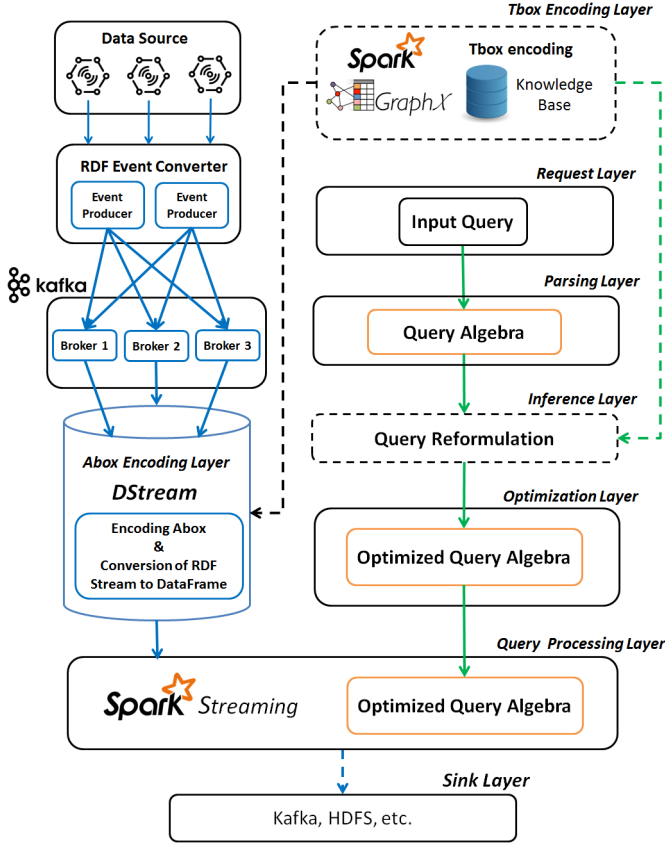 Data Source
RDF Event Converter
Event
Producer
Event
Producer
kafka
Broker 1
Broker 2
Broker 3
Abox Encoding Layer
DStream
Encoding Abox
&
Conversion of RDF
Stream to DataFrame
Tbox Encoding Layer
Spark
GraphX
Tbox encoding
Knowledge
Base
Request Layer
Input Query
Parsing Layer
Query Algebra
Inference Layer
Query Reformulation
Optimization Layer
Optimized Query Algebra
Query Processing Layer
Spark Streaming
Optimized Query Algebra
Sink Layer
Kafka, HDFS, etc.